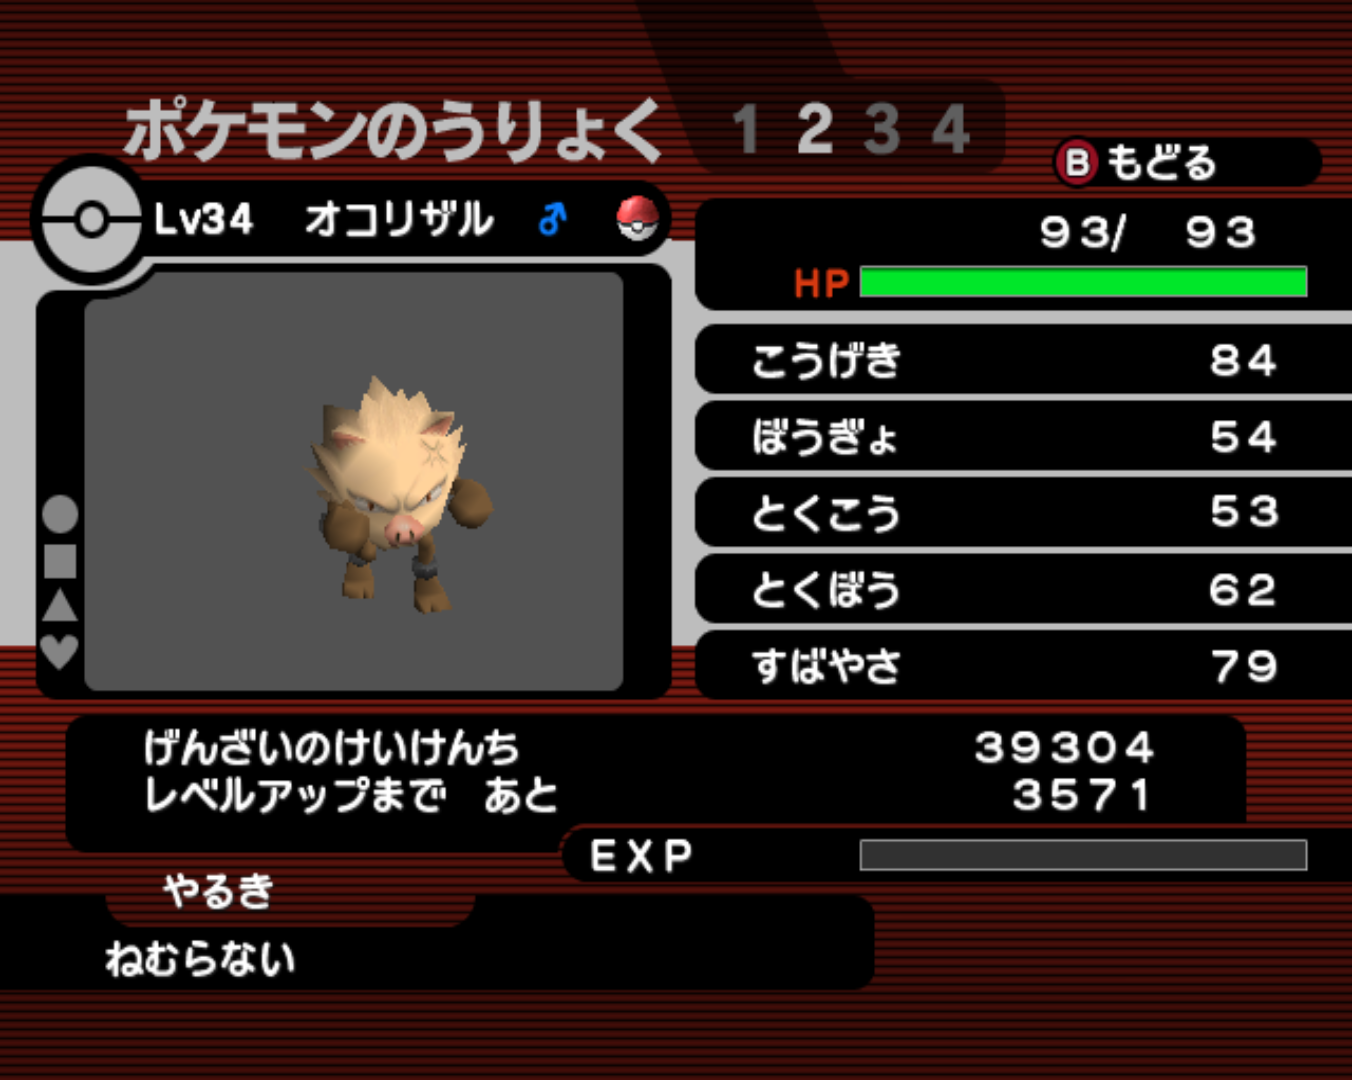 ポケモンのうりょく 1 2 3 4
B もどる
Lv34 オコリザル ♂
93/ 93
HP
こうげき 84
ぼうぎょ 54
とくこう 53
とくぼう 62
すばやさ 79
げんざいのけいけんち 39304
レベルアップまで あと 3571
EXP
やるき
ねむらない